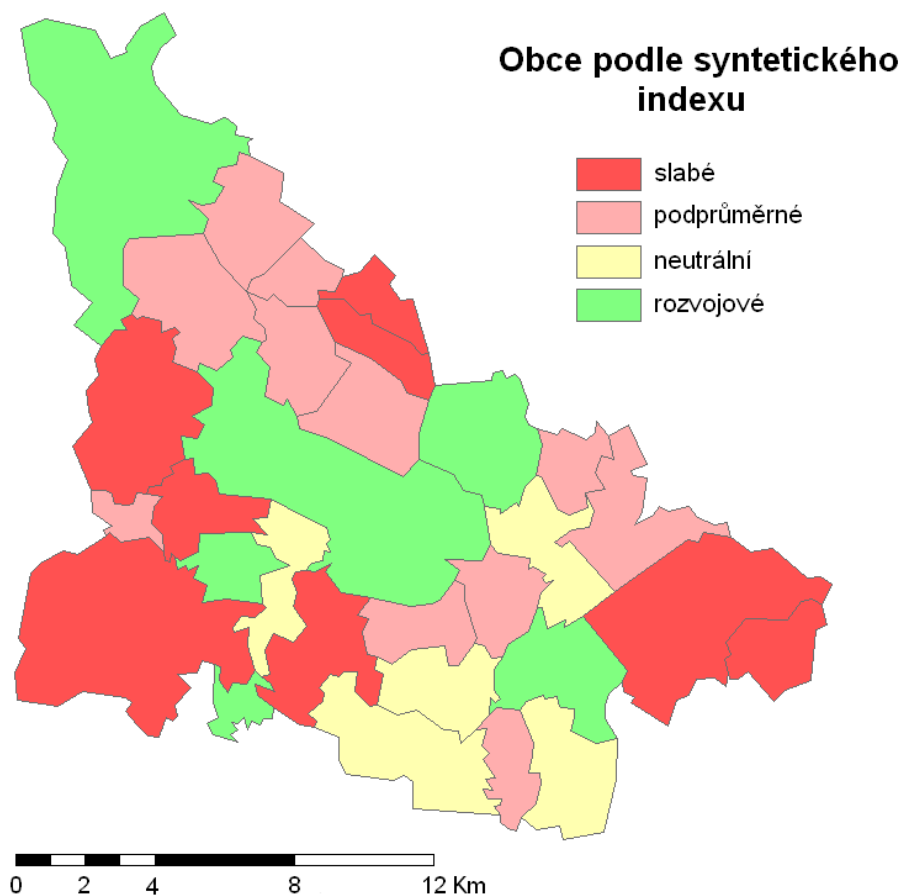 Obce podle syntetického
indexu
slabé
podprůměrné
neutrální
rozvojové
0 2 4 8 12 Km